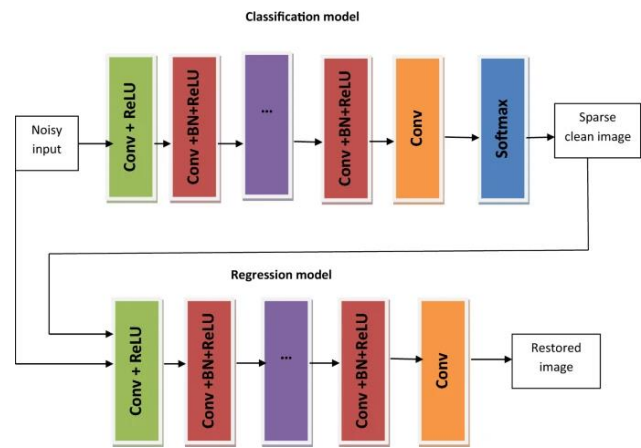 Classification model
Noisy
input
Conv + ReLU
Conv +BN+ReLU
...
Conv +BN+ReLU
Conv
Softmax
Sparse
clean image
Regression model
Conv + ReLU
Conv +BN+ReLU
...
Conv +BN+ReLU
Conv
Restored
image